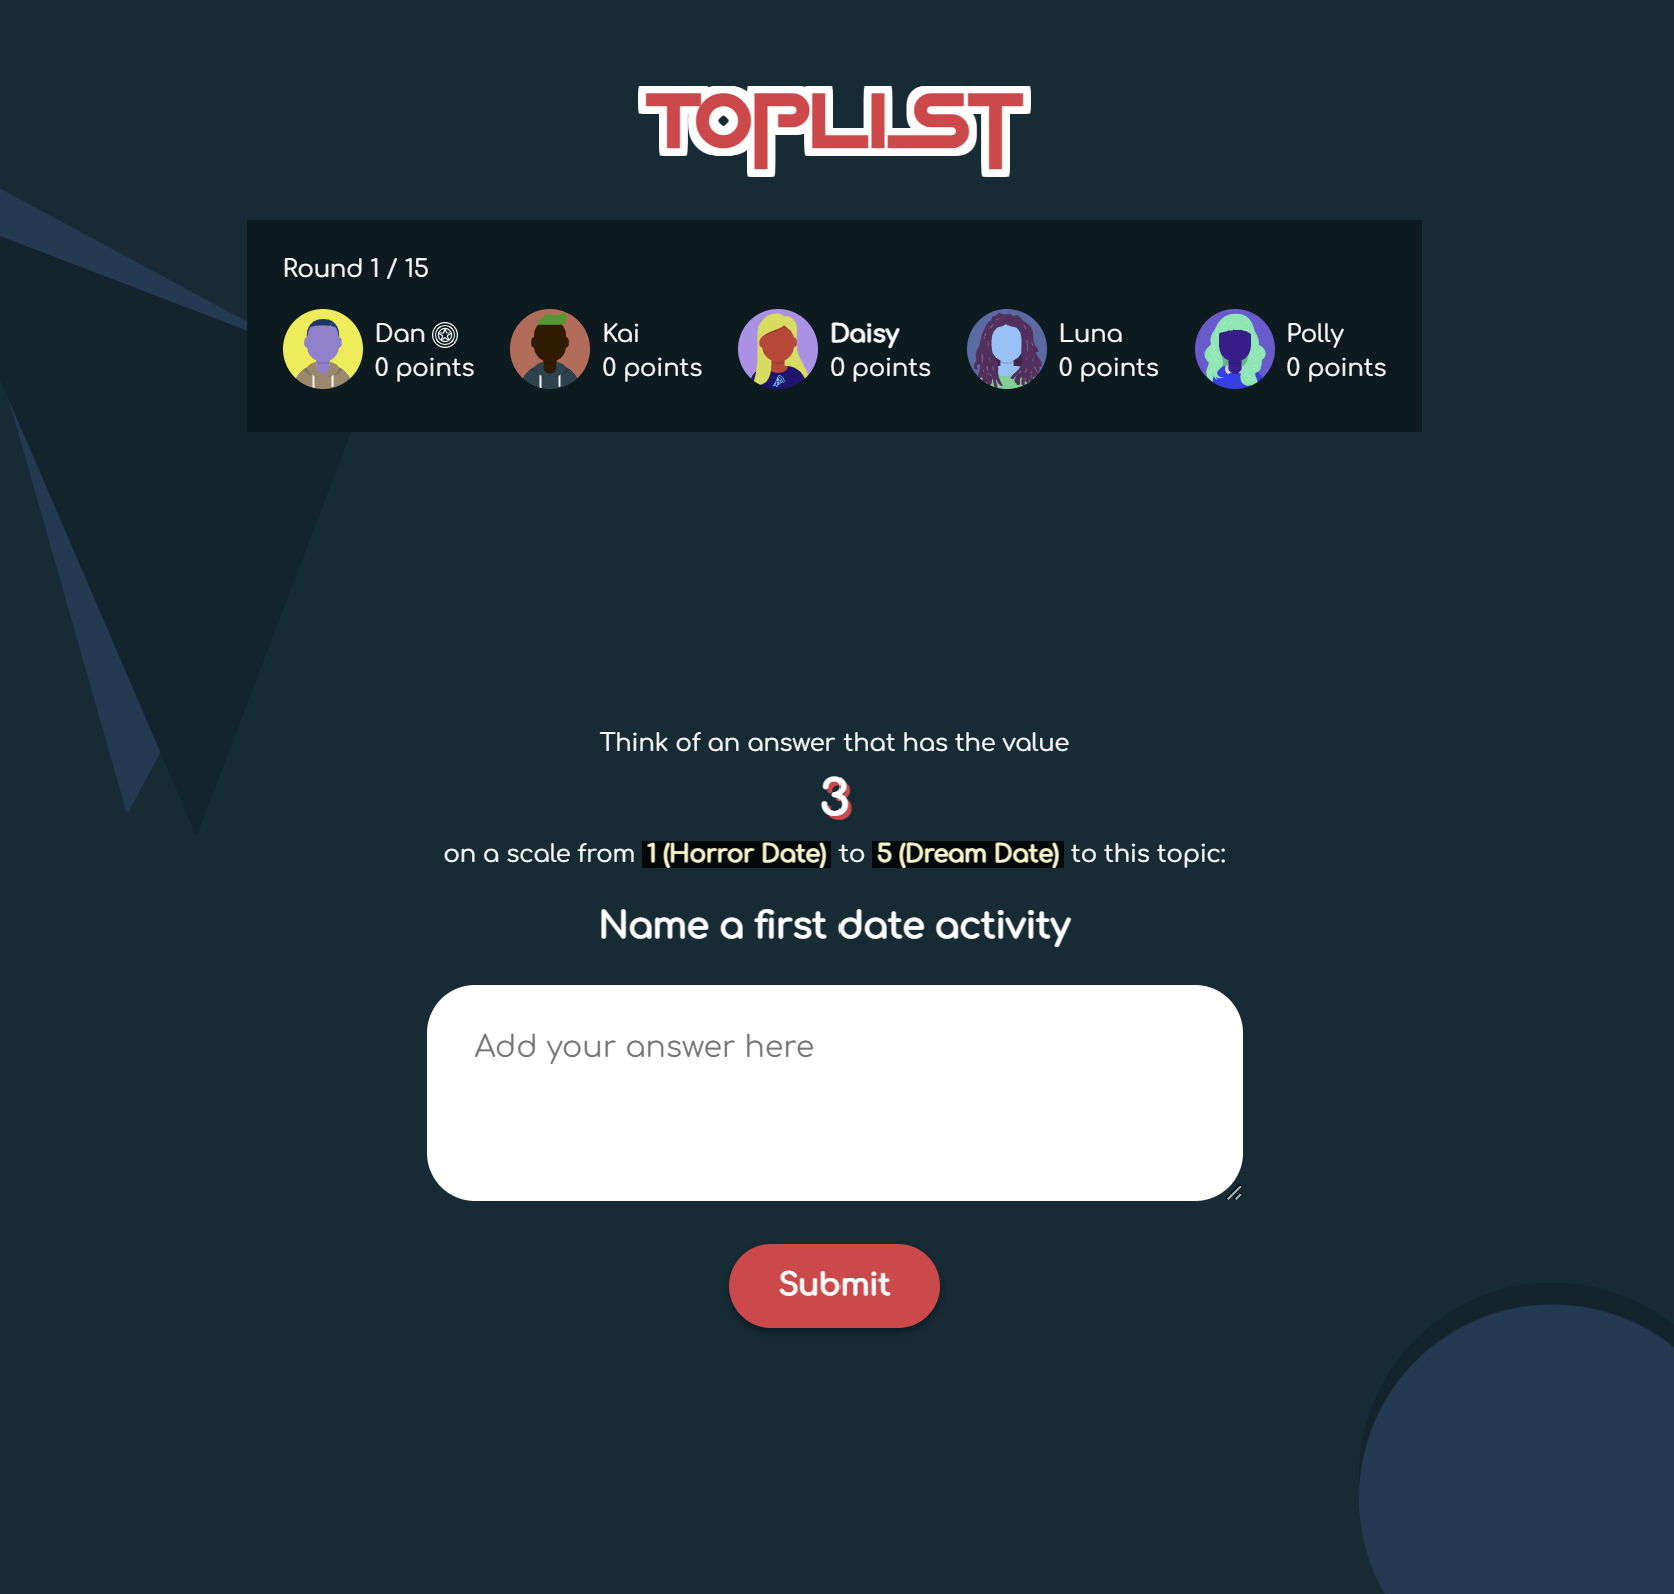 TOPLIST
Round 1 / 15
Dan
0 points
Kai
0 points
Daisy
0 points
Luna
0 points
Polly
0 points
Think of an answer that has the value
3
on a scale from 1 (Horror Date) to 5 (Dream Date) to this topic:
Name a first date activity
Add your answer here
Submit